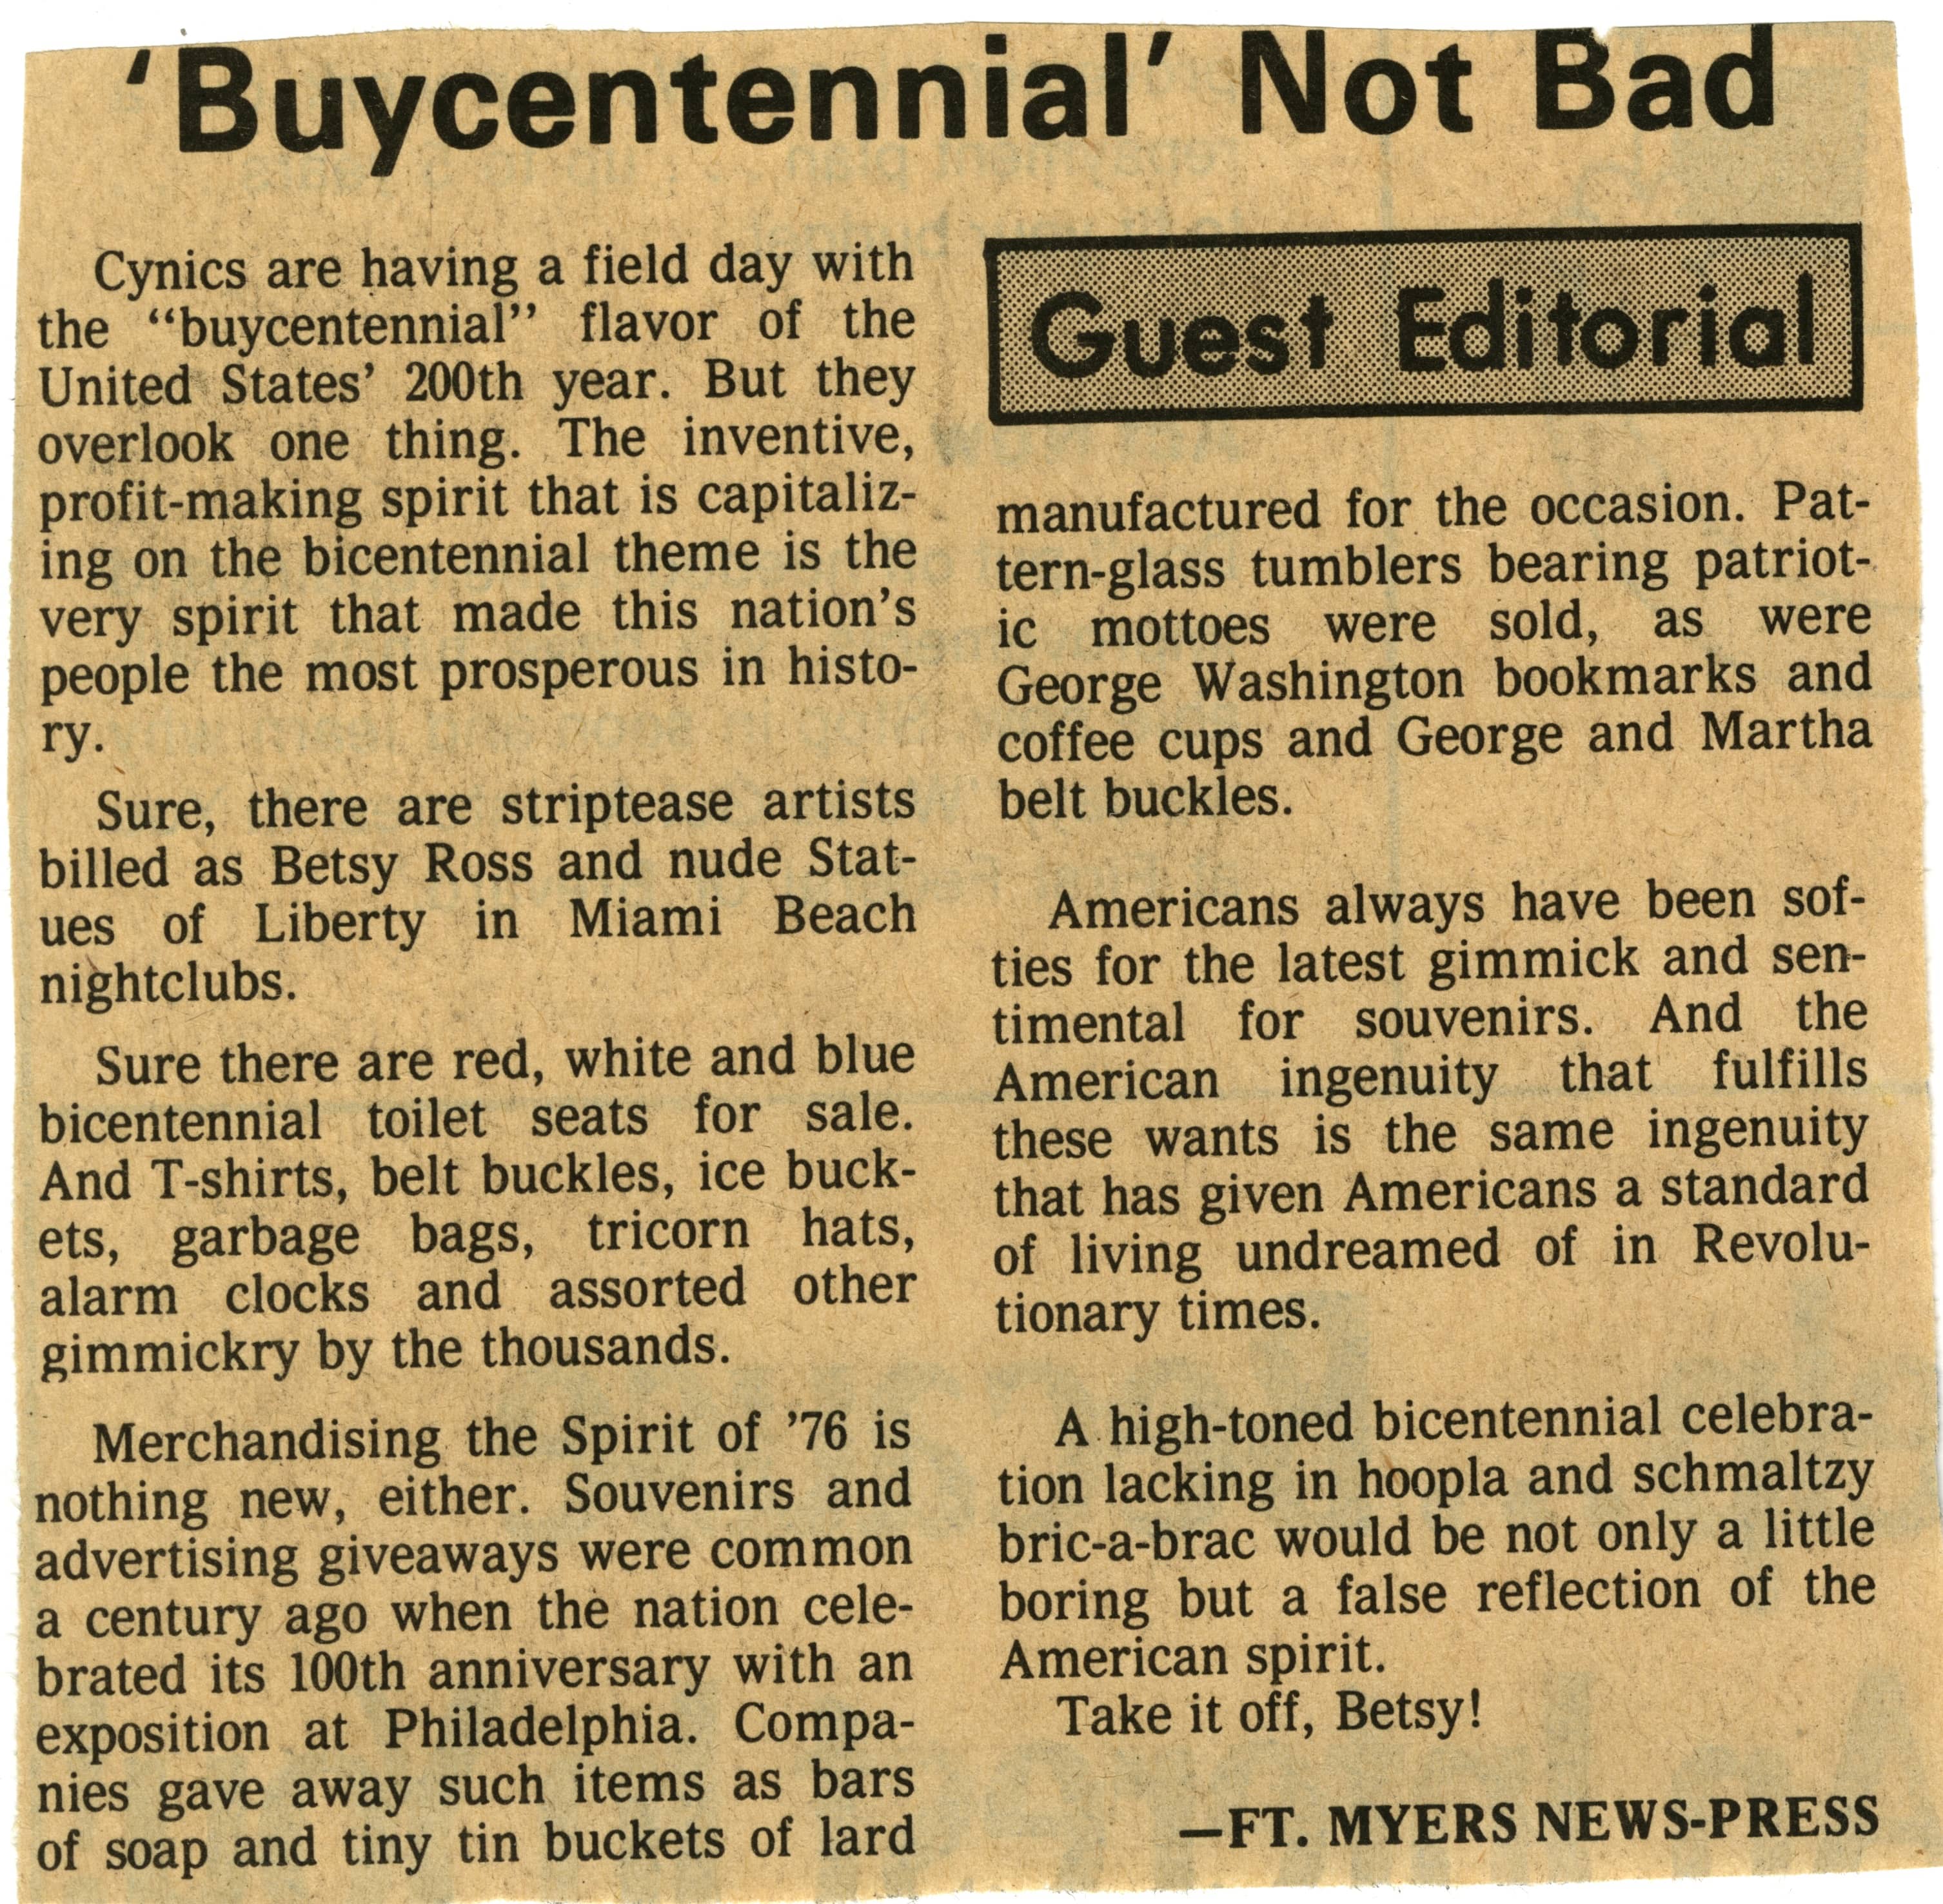 'Buycentennial' Not Bad
Cynics are having a field day with
the "buycentennial" flavor of the
United States' 200th year. But they
overlook one thing. The inventive,
profit-making spirit that is capitaliz-
ing on the bicentennial theme is the
very spirit that made this nation's
people the most prosperous in histo-
ry.
Sure, there are striptease artists
billed as Betsy Ross and nude Stat-
ues of Liberty in Miami Beach
nightclubs.
Sure there are red, white and blue
bicentennial toilet seats for sale.
And T-shirts, belt buckles, ice buck-
ets, garbage bags, tricorn hats,
alarm clocks and assorted other
gimmickry by the thousands.
Merchandising the Spirit of '76 is
nothing new, either. Souvenirs and
advertising giveaways were common
a century ago when the nation cele-
brated its 100th anniversary with an
exposition at Philadelphia. Compa-
nies gave away such items as bars
of soap and tiny tin buckets of lard
Guest Editorial
manufactured for the occasion. Pat-
tern-glass tumblers bearing patriot-
ic mottoes were sold, as were
George Washington bookmarks and
coffee cups and George and Martha
belt buckles.
Americans always have been sof-
ties for the latest gimmick and sen-
timental for souvenirs. And the
American ingenuity that fulfills
these wants is the same ingenuity
that has given Americans a standard
of living undreamed of in Revolu-
tionary times.
A high-toned bicentennial celebra-
tion lacking in hoopla and schmaltzy
bric-a-brac would be not only a little
boring but a false reflection of the
American spirit.
Take it off, Betsy!
—FT. MYERS NEWS-PRESS